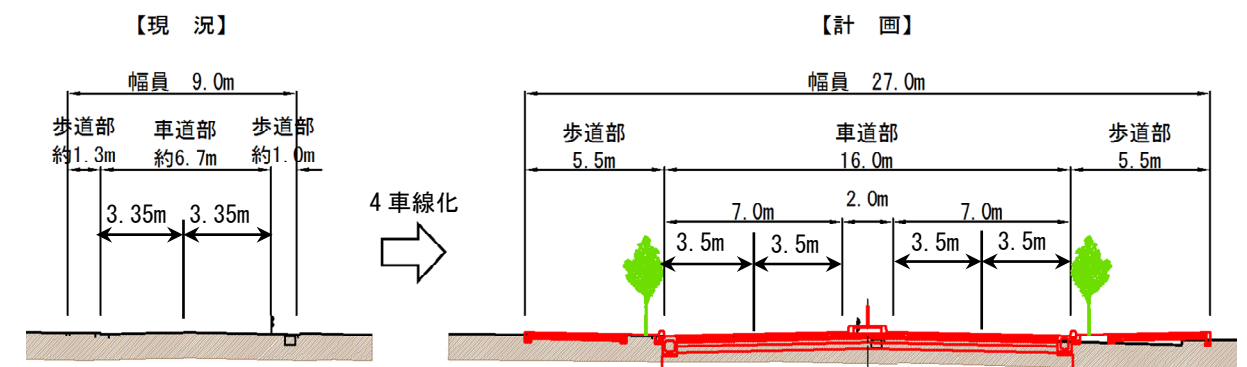 【現　況】
幅員　9.0m
歩道部
約1.3m
車道部
約6.7m
歩道部
約1.0m
3.35m
3.35m
4車線化
【計　画】
幅員　27.0m
歩道部
5.5m
車道部
16.0m
歩道部
5.5m
7.0m
2.0m
7.0m
3.5m
3.5m
3.5m
3.5m